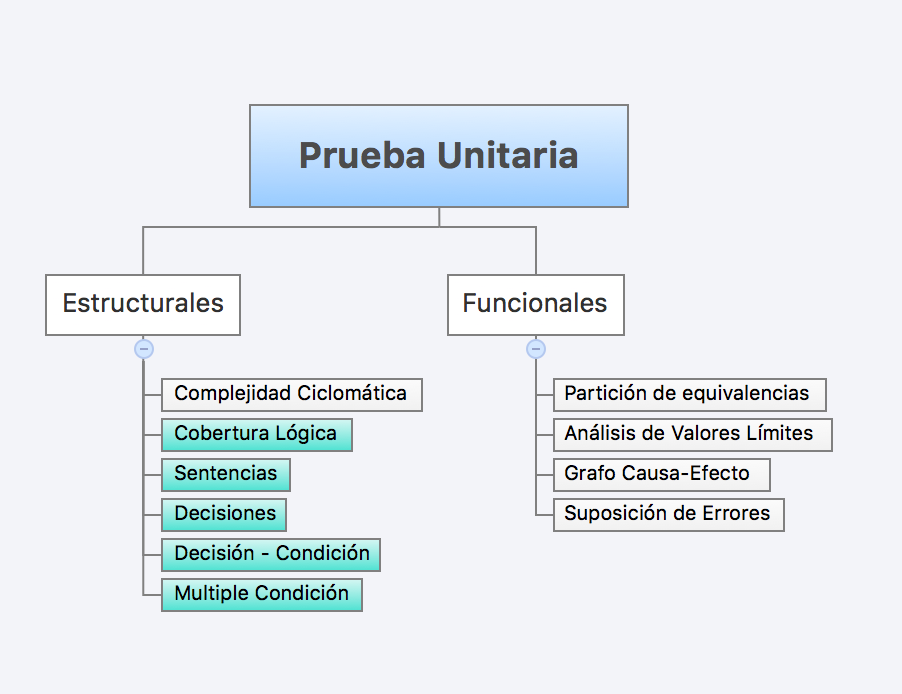 Prueba Unitaria
Estructurales
Complejidad Ciclomática
Cobertura Lógica
Sentencias
Decisiones
Decisión - Condición
Multiple Condición
Funcionales
Partición de equivalencias
Análisis de Valores Límites
Grafo Causa-Efecto
Suposición de Errores